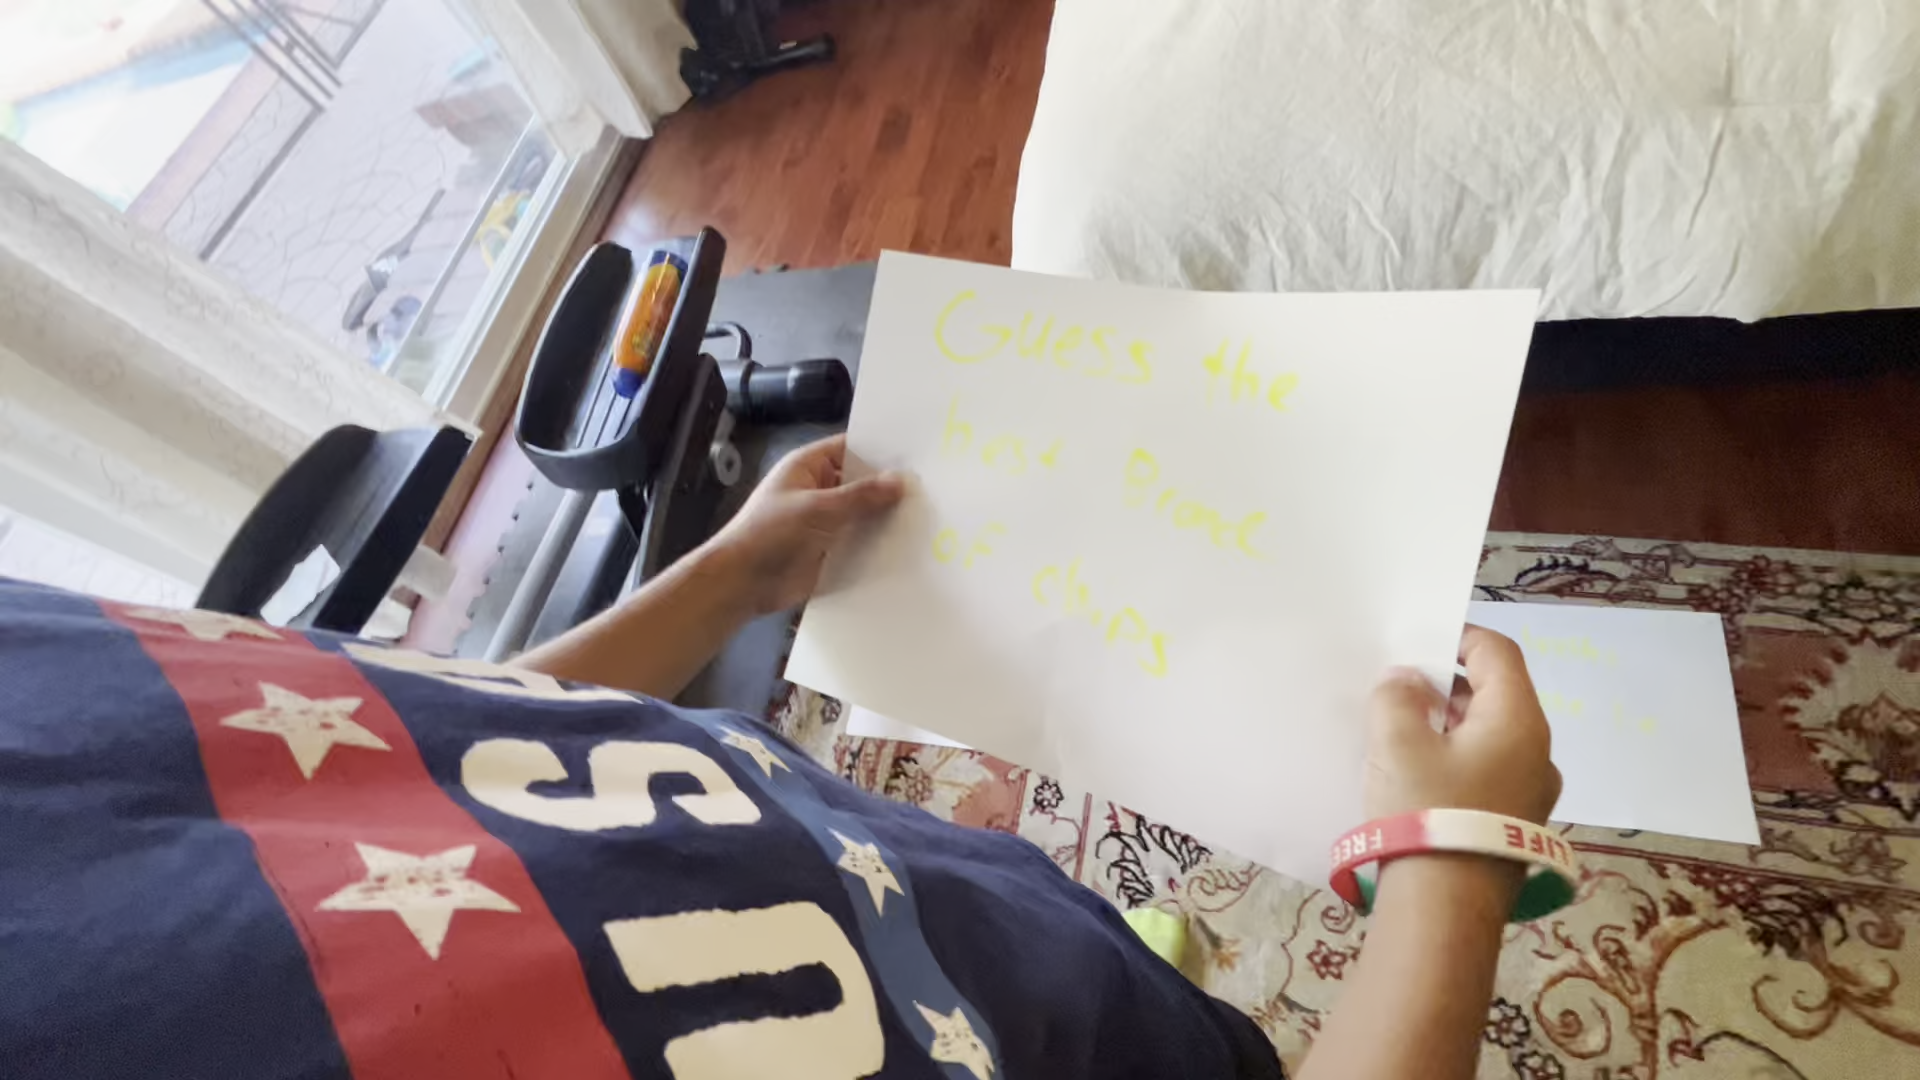 Guess the
best Brand
of chips
USA
FREE
LIFE